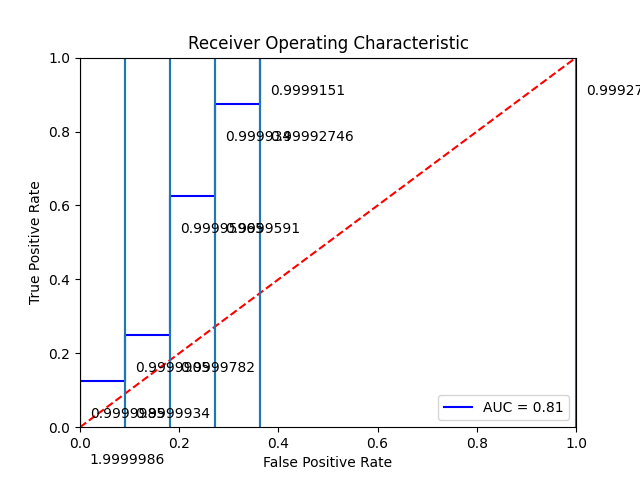 Receiver Operating Characteristic
1.0
0.8
0.6
0.4
0.2
0.0
True Positive Rate
0.9999151
0.99927
0.99992746
0.9999591
0.9999782
0.9999934
1.9999986
AUC = 0.81
0.0 0.2 0.4 0.6 0.8 1.0
False Positive Rate